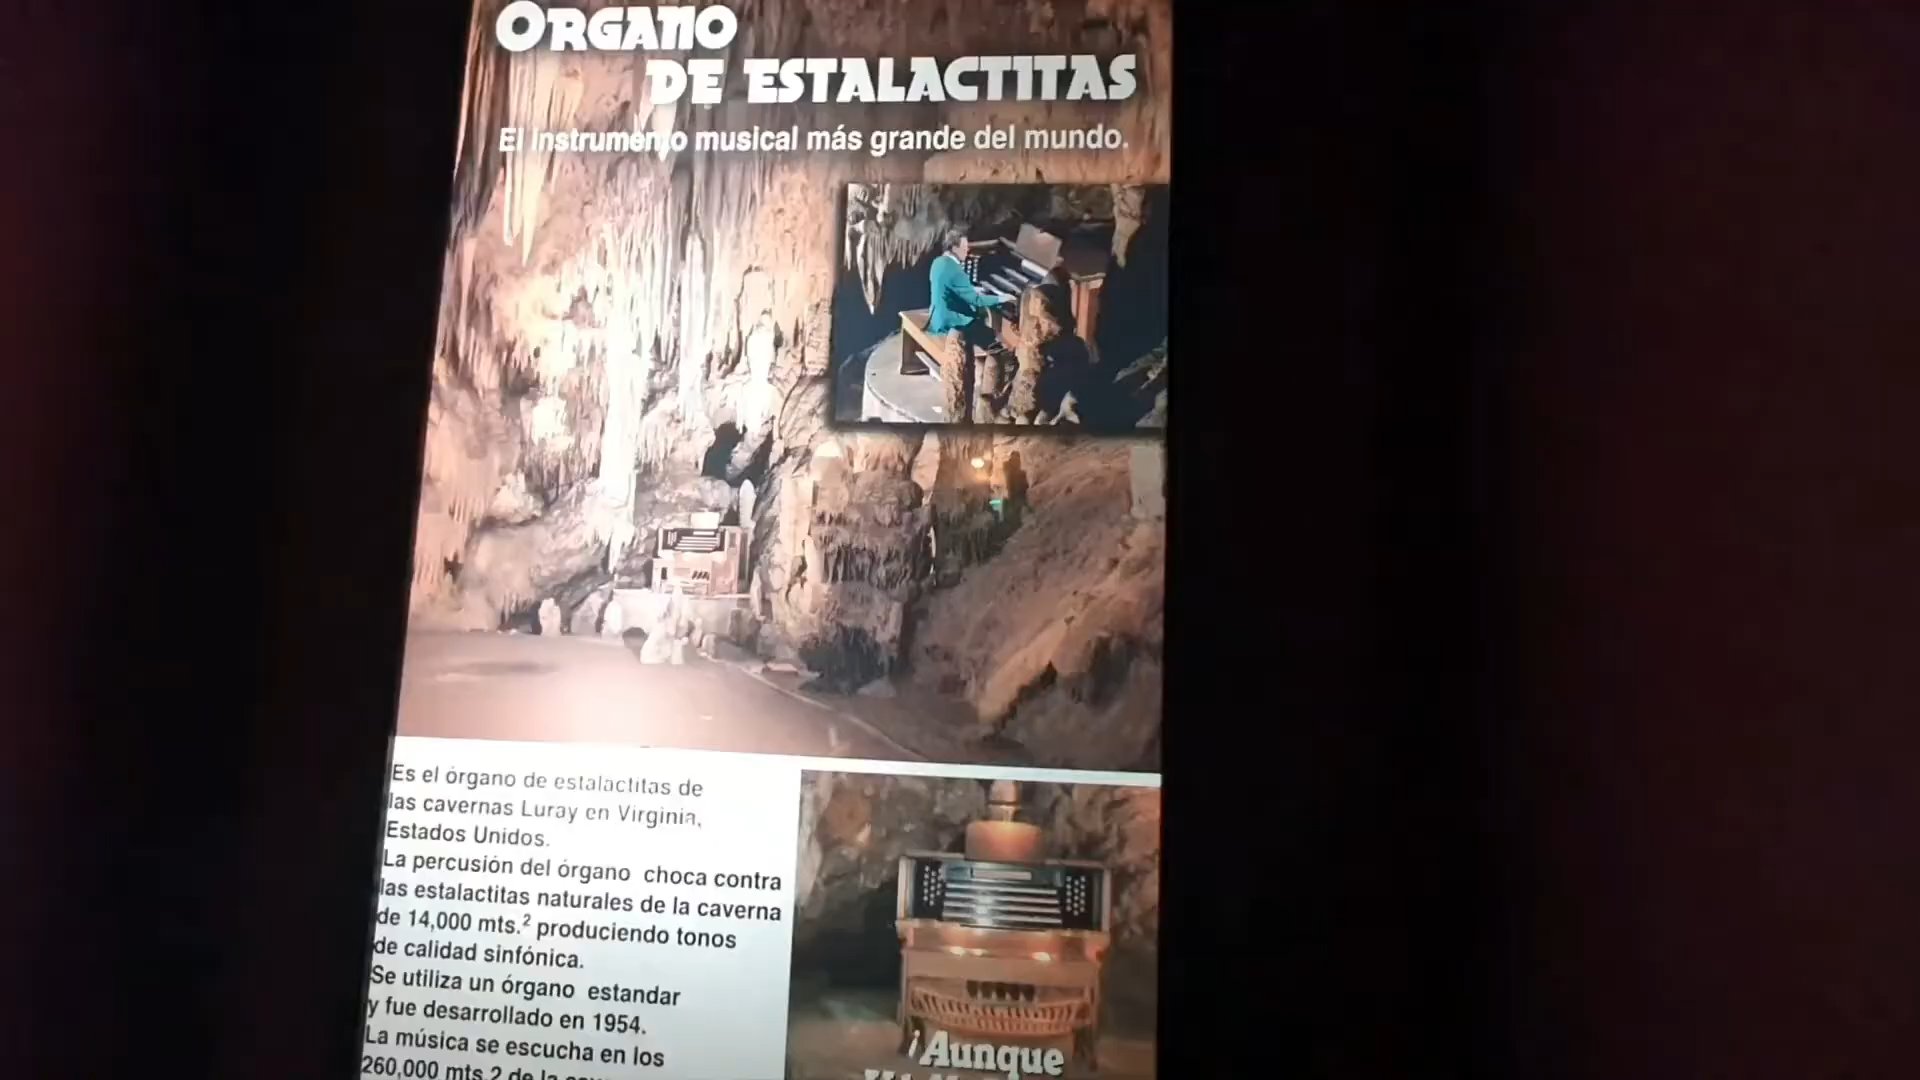 ORGANO
DE ESTALACTITAS
El instrumento musical más grande del mundo.
Es el órgano de estalactitas de
las cavernas Luray en Virginia,
Estados Unidos.
La percusión del órgano choca contra
las estalactitas naturales de la caverna
de 14,000 mts.² produciendo tonos
de calidad sinfónica.
Se utiliza un órgano estandar
y fue desarrollado en 1954.
La música se escucha en los
260,000 mts.2 de la
¡Aunque